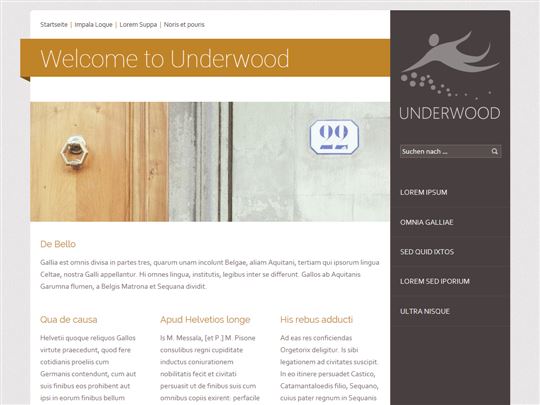 Startseite | Impala Loque | Lorem Suppa | Noris et pouris
Welcome to Underwood
22
UNDERWOOD
Suchen nach ...
LOREM IPSUM
OMNIA GALLIAE
SED QUID IXTOS
LOREM SED IPORIUM
ULTRA NISQUE
De Bello
Gallia est omnis divisa in partes tres, quarum unam incolunt Belgae, aliam Aquitani, tertiam qui ipsorum lingua
Celtae, nostra Galli appellantur. Hi omnes lingua, institutis, legibus inter se differunt. Gallos ab Aquitanis
Garumna flumen, a Belgis Matrona et Sequana dividit.
Qua de causa
Helvetii quoque reliquos Gallos
virtute praecedunt, quod fere
cotidianis proeliis cum
Germanis contendunt, cum aut
suis finibus eos prohibent aut
ipsi in eorum finibus bellum
Apud Helvetios longe
Is M. Messala, [et P.] M. Pisone
consulibus regni cupiditate
inductus coniurationem
nobilitatis fecit et civitati
persuasit ut de finibus suis cum
omnibus copiis exirent: perfacile
His rebus adducti
Ad eas res conficiendas
Orgetorix deligitur. Is sibi
legationem ad civitates suscipit.
In eo itinere persuadet Castico,
Catamantaloedis filio, Sequano,
cuius pater regnum in Sequanis